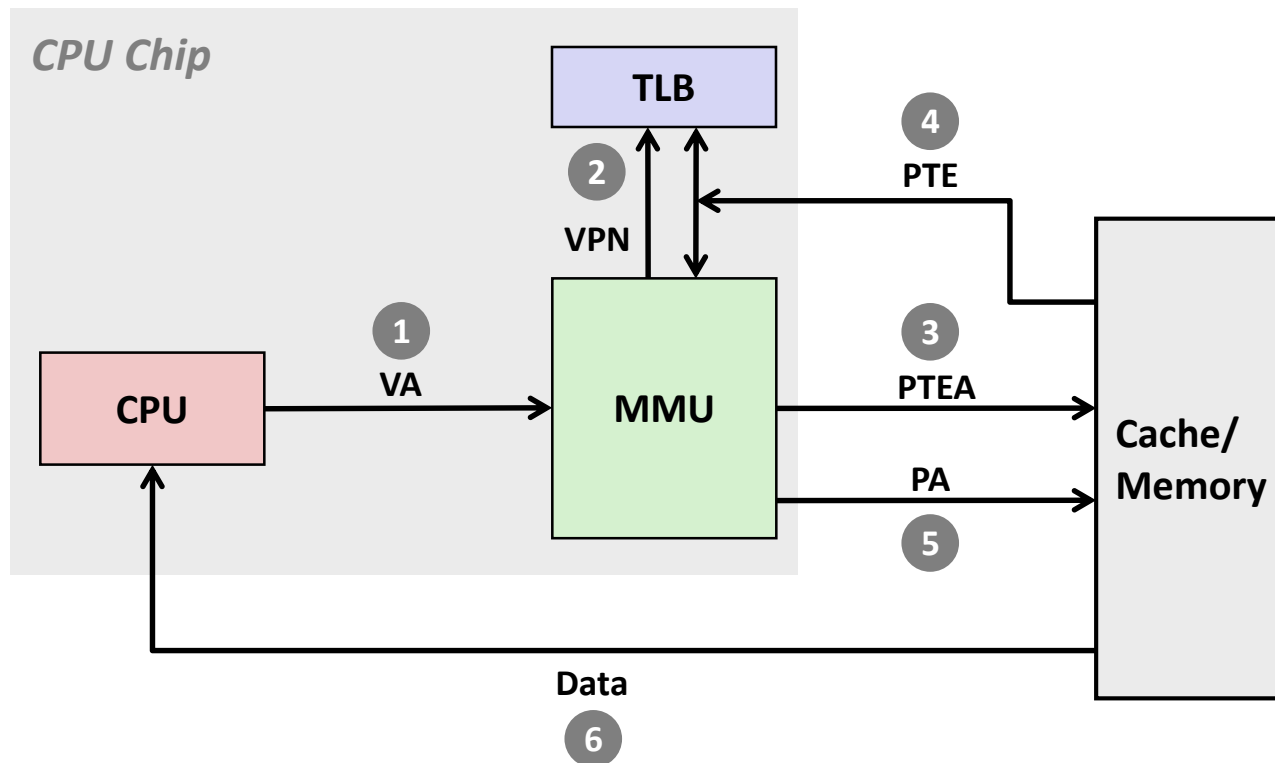 CPU Chip
TLB
4
PTE
2
VPN
1
VA
3
PTEA
CPU
MMU
Cache/
Memory
PA
5
Data
6